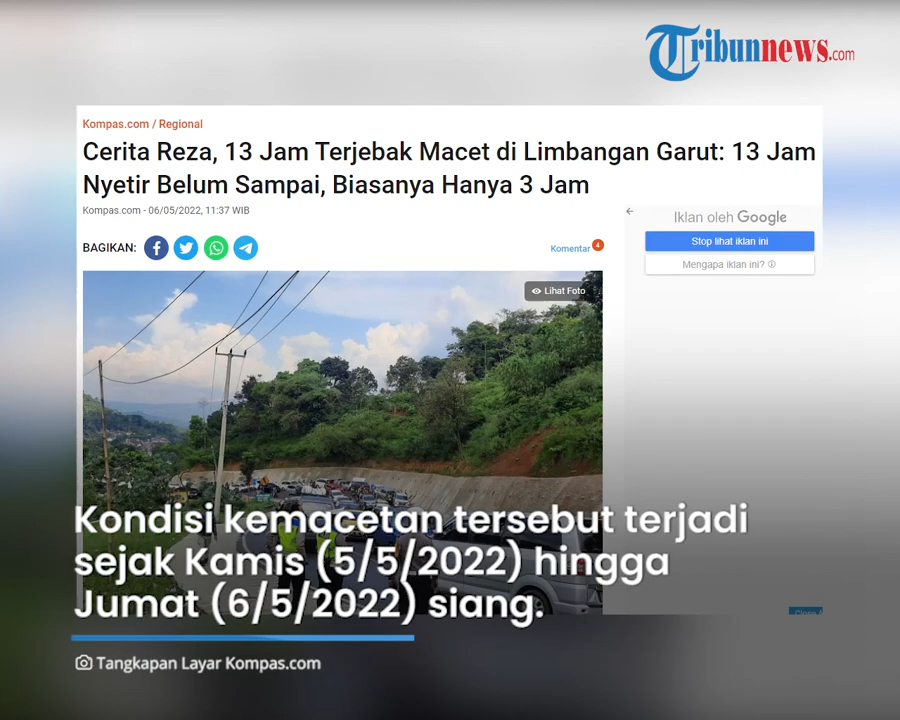 Tribunnews.com
Kompas.com / Regional
Cerita Reza, 13 Jam Terjebak Macet di Limbangan Garut: 13 Jam
Nyetir Belum Sampai, Biasanya Hanya 3 Jam
Kompas.com - 06/05/2022, 11:37 WIB
BAGIKAN:
Komentar 4
Iklan oleh Google
Stop lihat iklan ini
Mengapa iklan ini?
Lihat Foto
Kondisi kemacetan tersebut terjadi
sejak Kamis (5/5/2022) hingga
Jumat (6/5/2022) siang.
Tangkapan Layar Kompas.com